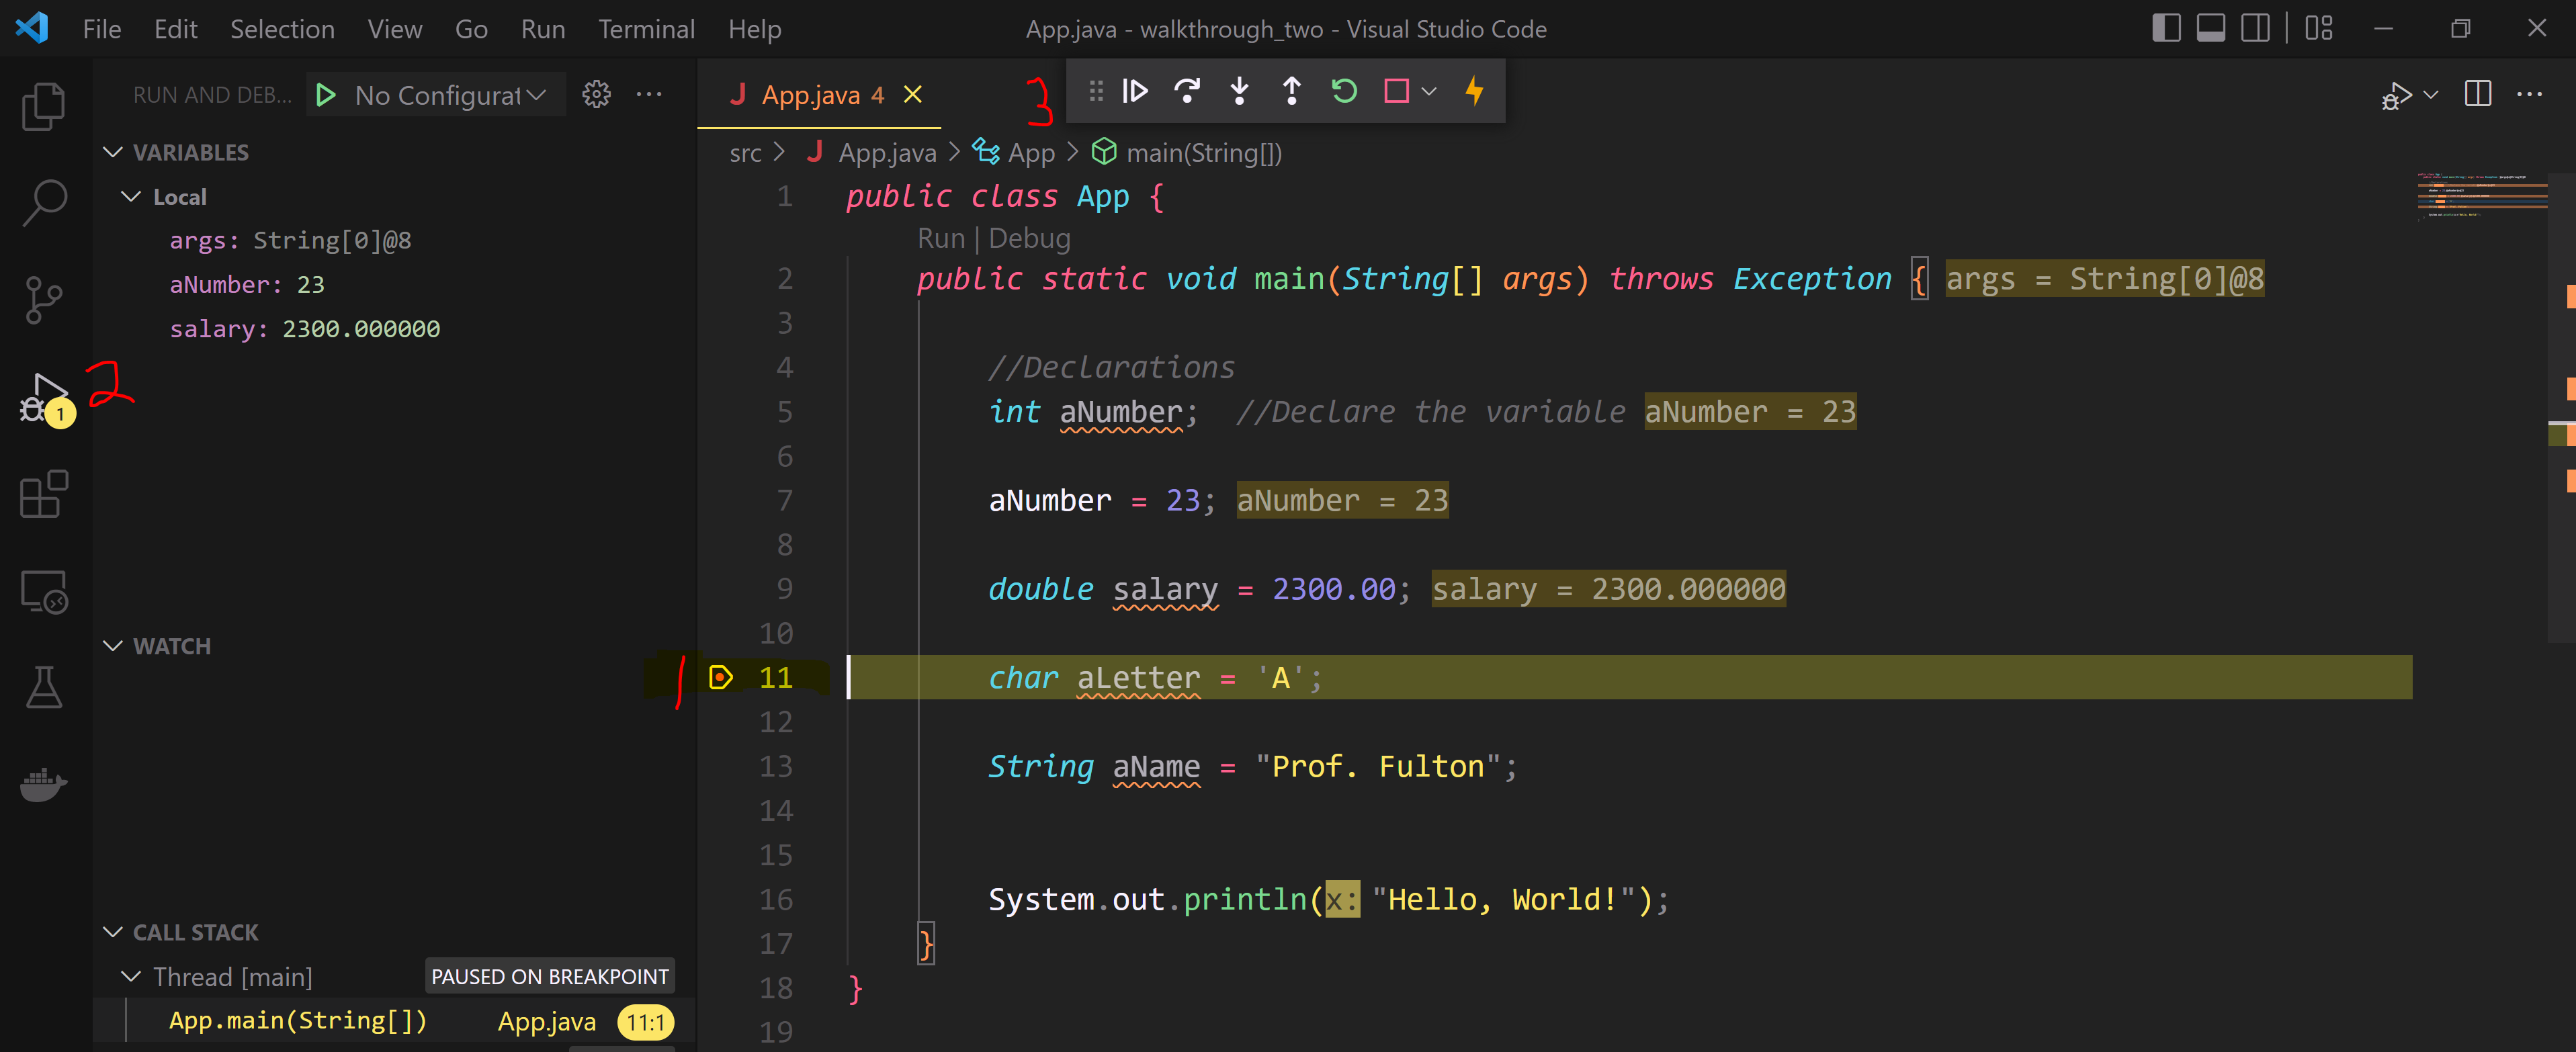 File Edit Selection View Go Run Terminal Help
App.java - walkthrough_two - Visual Studio Code
RUN AND DEB... No Configurat
VARIABLES
Local
args: String[0]@8
aNumber: 23
salary: 2300.000000
1
2
WATCH
CALL STACK
Thread [main] PAUSED ON BREAKPOINT
App.main(String[]) App.java 11:1
J App.java 4
3
src > J App.java > App > main(String[])
1 public class App {
Run | Debug
2 public static void main(String[] args) throws Exception { args = String[0]@8
3
4 //Declarations
5 int aNumber; //Declare the variable aNumber = 23
6
7 aNumber = 23; aNumber = 23
8
9 double salary = 2300.00; salary = 2300.000000
10
1 11 char aLetter = 'A';
12
13 String aName = "Prof. Fulton";
14
15
16 System.out.println(x: "Hello, World!");
17 }
18 }
19